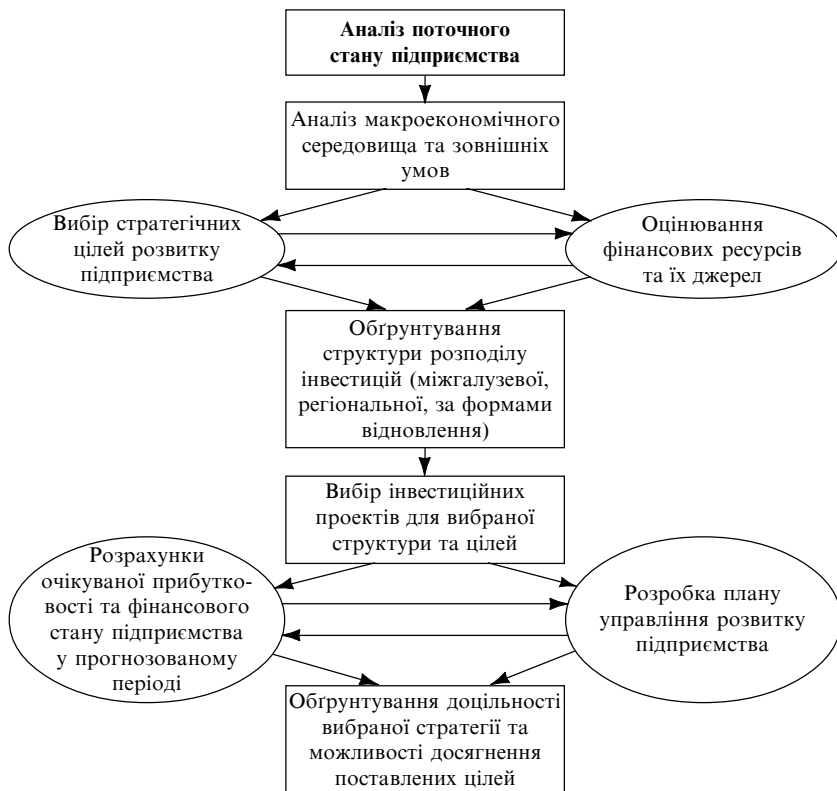 Аналіз поточного
стану підприємства
Аналіз макроекономічного
середовища та зовнішніх
умов
Вибір стратегічних
цілей розвитку
підприємства
Оцінювання
фінансових ресурсів
та їх джерел
Обґрунтування
структури розподілу
інвестицій (міжгалузевої,
регіональної, за формами
відновлення)
Вибір інвестиційних
проектів для вибраної
структури та цілей
Розрахунки
очікуваної прибутко-
вості та фінансового
стану підприємства
у прогнозованому
періоді
Розробка плану
управління розвитку
підприємства
Обґрунтування доцільності
вибраної стратегії та
можливості досягнення
поставлених цілей